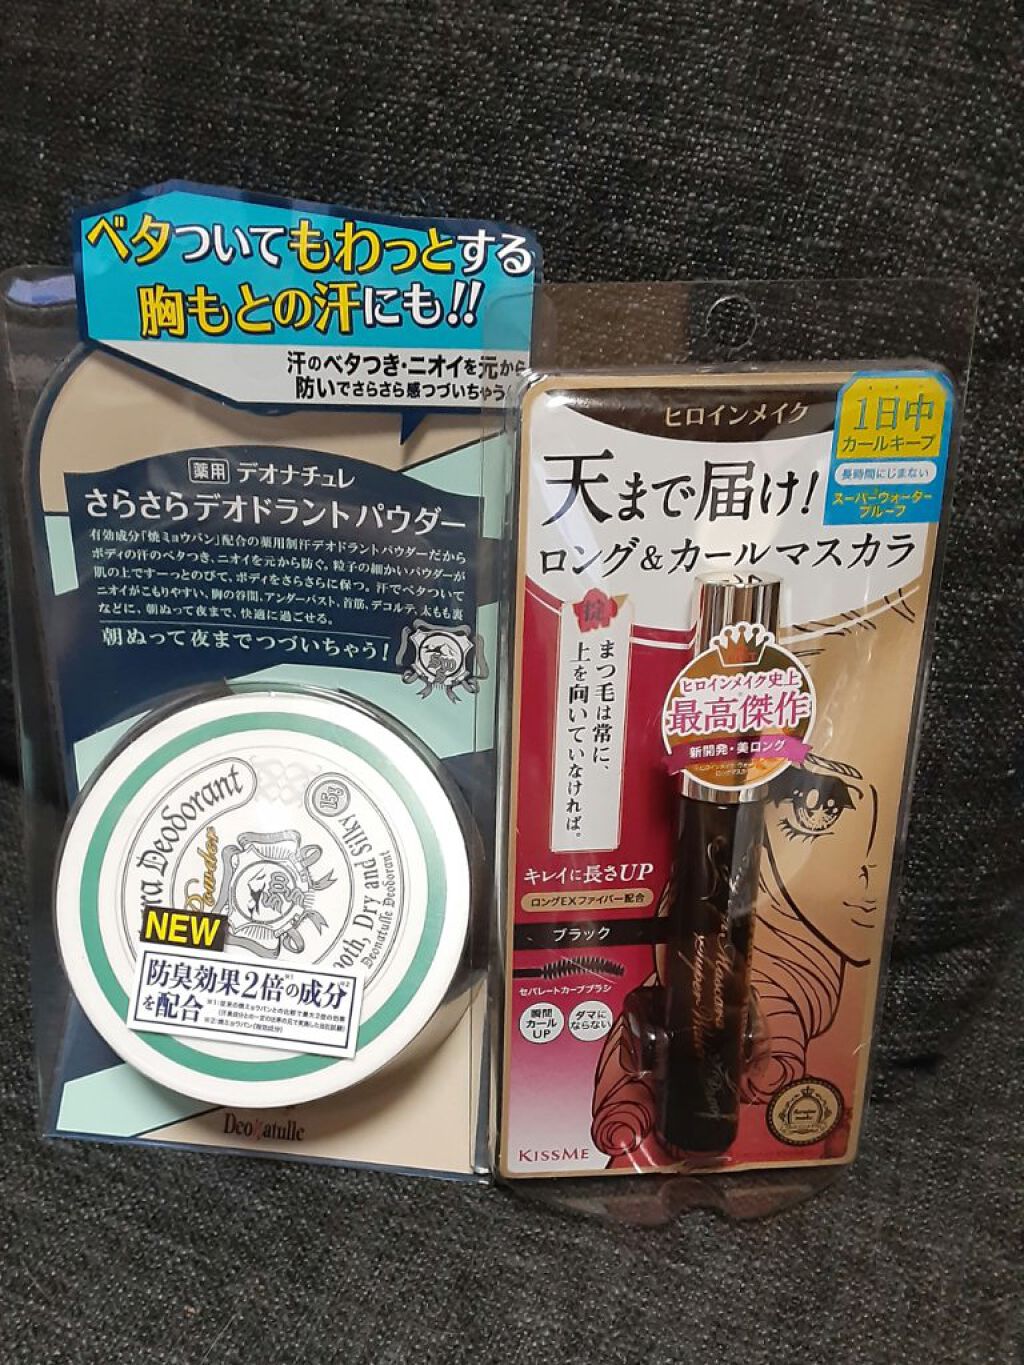 ベタついてもわっとする
胸もとの汗にも!!
汗のベタつき・ニオイを元から
防いでさらさら感つづいちゃう
薬用 デオナチュレ
さらさらデオドラントパウダー
有効成分「焼ミョウバン」配合の薬用制汗デオドラントパウダーだから
ボディの汗のベタつき、ニオイを元から防ぐ。粒子の細かいパウダーが
肌の上ですーっとのびて、ボディをさらさらに保つ。汗でベタついて
ニオイがこもりやすい、胸の谷間、アンダーバスト、首筋、デコルテ、太もも裏
などに、朝ぬって夜まで、快適に過ごせる。
朝ぬって夜までつづいちゃう!
Deodorant
Powder
15g
Dry and Silky
Deonatulle Deodorant
NEW
防臭効果2倍※1の成分※2
を配合
Deonatulle
ヒロインメイク
1日中
カールキープ
長時間にじまない
スーパーウォーター
プルーフ
天まで届け!
ロング&カールマスカラ
掟
まつ毛は常に、
上を向いていなければ。
ヒロインメイク史上
最高傑作
新開発・美ロング
キレイに長さUP
ロングEXファイバー配合
ブラック
セパレートカーブブラシ
瞬間
カール
UP
ダマに
ならない
KISSME